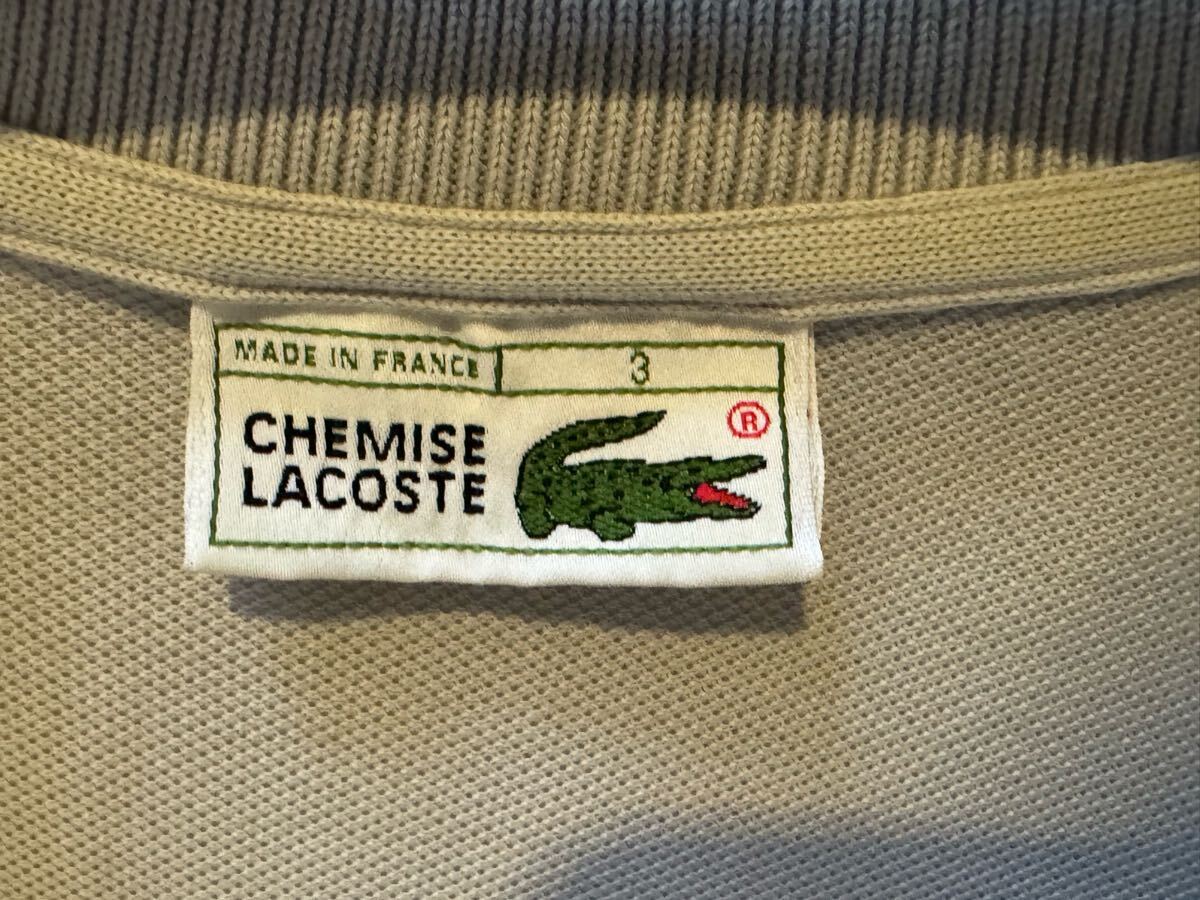 MADE IN FRANCE 3
CHEMISE ®
LACOSTE